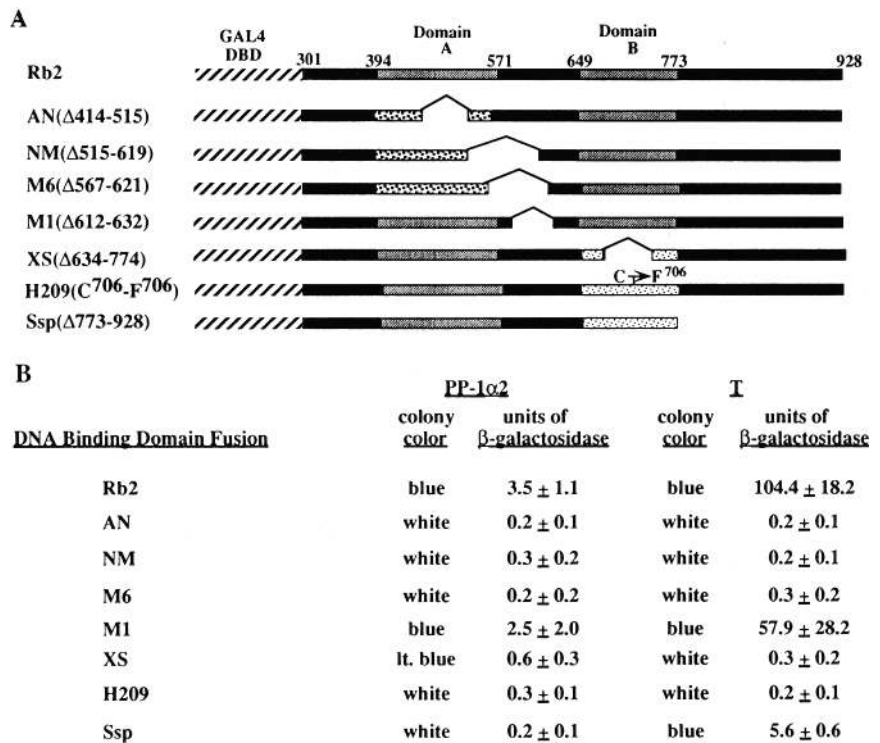 A
GAL4
DBD
Domain
A
Domain
B
301 394 571 649 773 928
Rb2
AN(Δ414-515)
NM(Δ515-619)
M6(Δ567-621)
M1(Δ612-632)
XS(Δ634-774)
C→F706
H209(C706-F706)
Ssp(Δ773-928)
B
PP-1α2 T
colony units of colony units of
DNA Binding Domain Fusion color β-galactosidase color β-galactosidase
Rb2 blue 3.5 ± 1.1 blue 104.4 ± 18.2
AN white 0.2 ± 0.1 white 0.2 ± 0.1
NM white 0.3 ± 0.2 white 0.2 ± 0.1
M6 white 0.2 ± 0.2 white 0.3 ± 0.2
M1 blue 2.5 ± 2.0 blue 57.9 ± 28.2
XS lt. blue 0.6 ± 0.3 white 0.3 ± 0.2
H209 white 0.3 ± 0.1 white 0.2 ± 0.1
Ssp white 0.2 ± 0.1 blue 5.6 ± 0.6